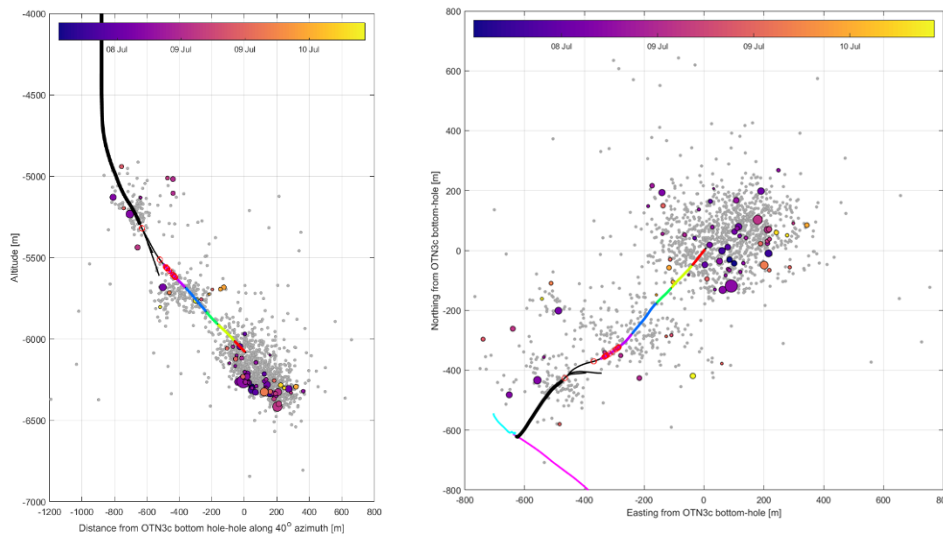 -4000
-4500
-5000
-5500
-6000
-6500
-7000
Altitude [m]
08 Jul 09 Jul 09 Jul 10 Jul
-1200 -1000 -800 -600 -400 -200 0 200 400 600 800
Distance from OTN3c bottom hole-hole along 40° azimuth [m]
800
600
400
200
0
-200
-400
-600
-800
Northing from OTN3c bottom-hole [m]
08 Jul 09 Jul 09 Jul 10 Jul
-800 -600 -400 -200 0 200 400 600 800
Easting from OTN3c bottom-hole [m]